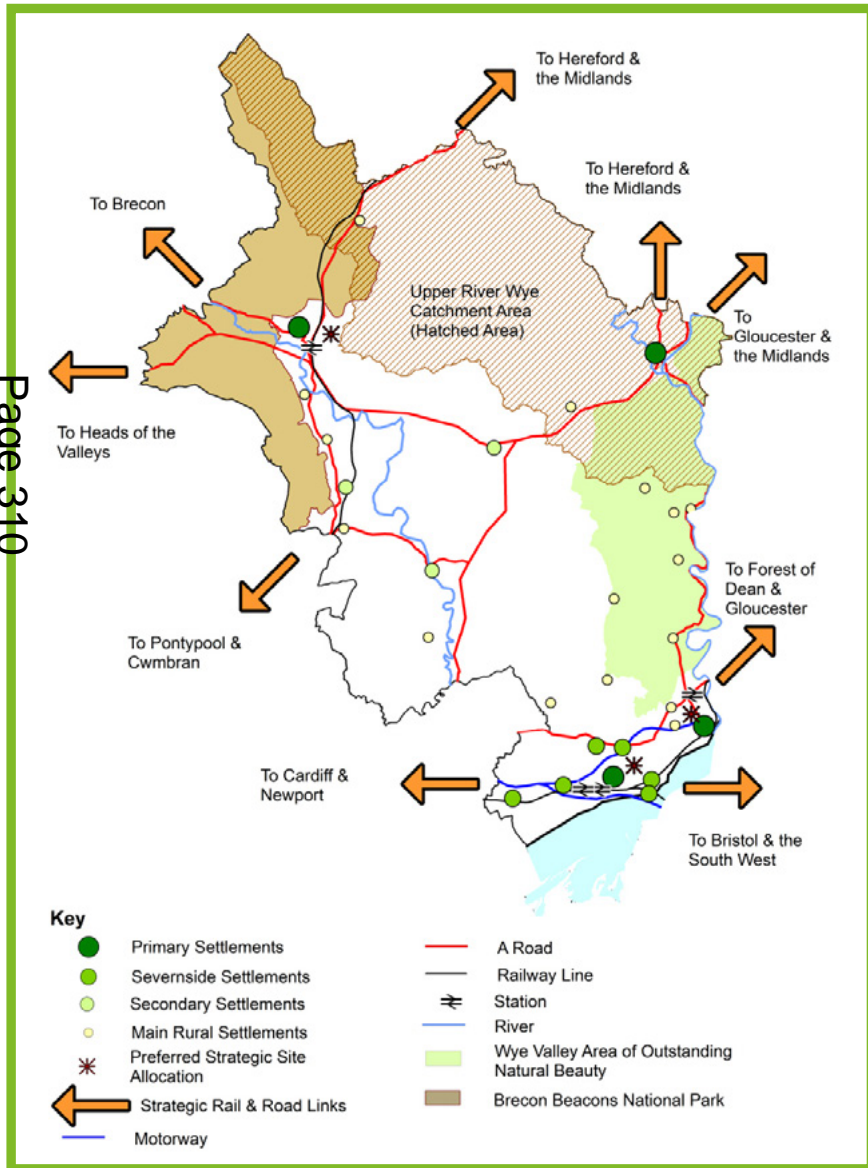 To Hereford &
the Midlands
To Hereford &
the Midlands
To Brecon
Upper River Wye
Catchment Area
(Hatched Area)
To
Gloucester &
the Midlands
Page 310
To Heads of the
Valleys
To Forest of
Dean &
Gloucester
To Pontypool &
Cwmbran
To Cardiff &
Newport
To Bristol & the
South West
Key
Primary Settlements
Severnside Settlements
Secondary Settlements
Main Rural Settlements
Preferred Strategic Site
Allocation
Strategic Rail & Road Links
Motorway
A Road
Railway Line
Station
River
Wye Valley Area of Outstanding
Natural Beauty
Brecon Beacons National Park